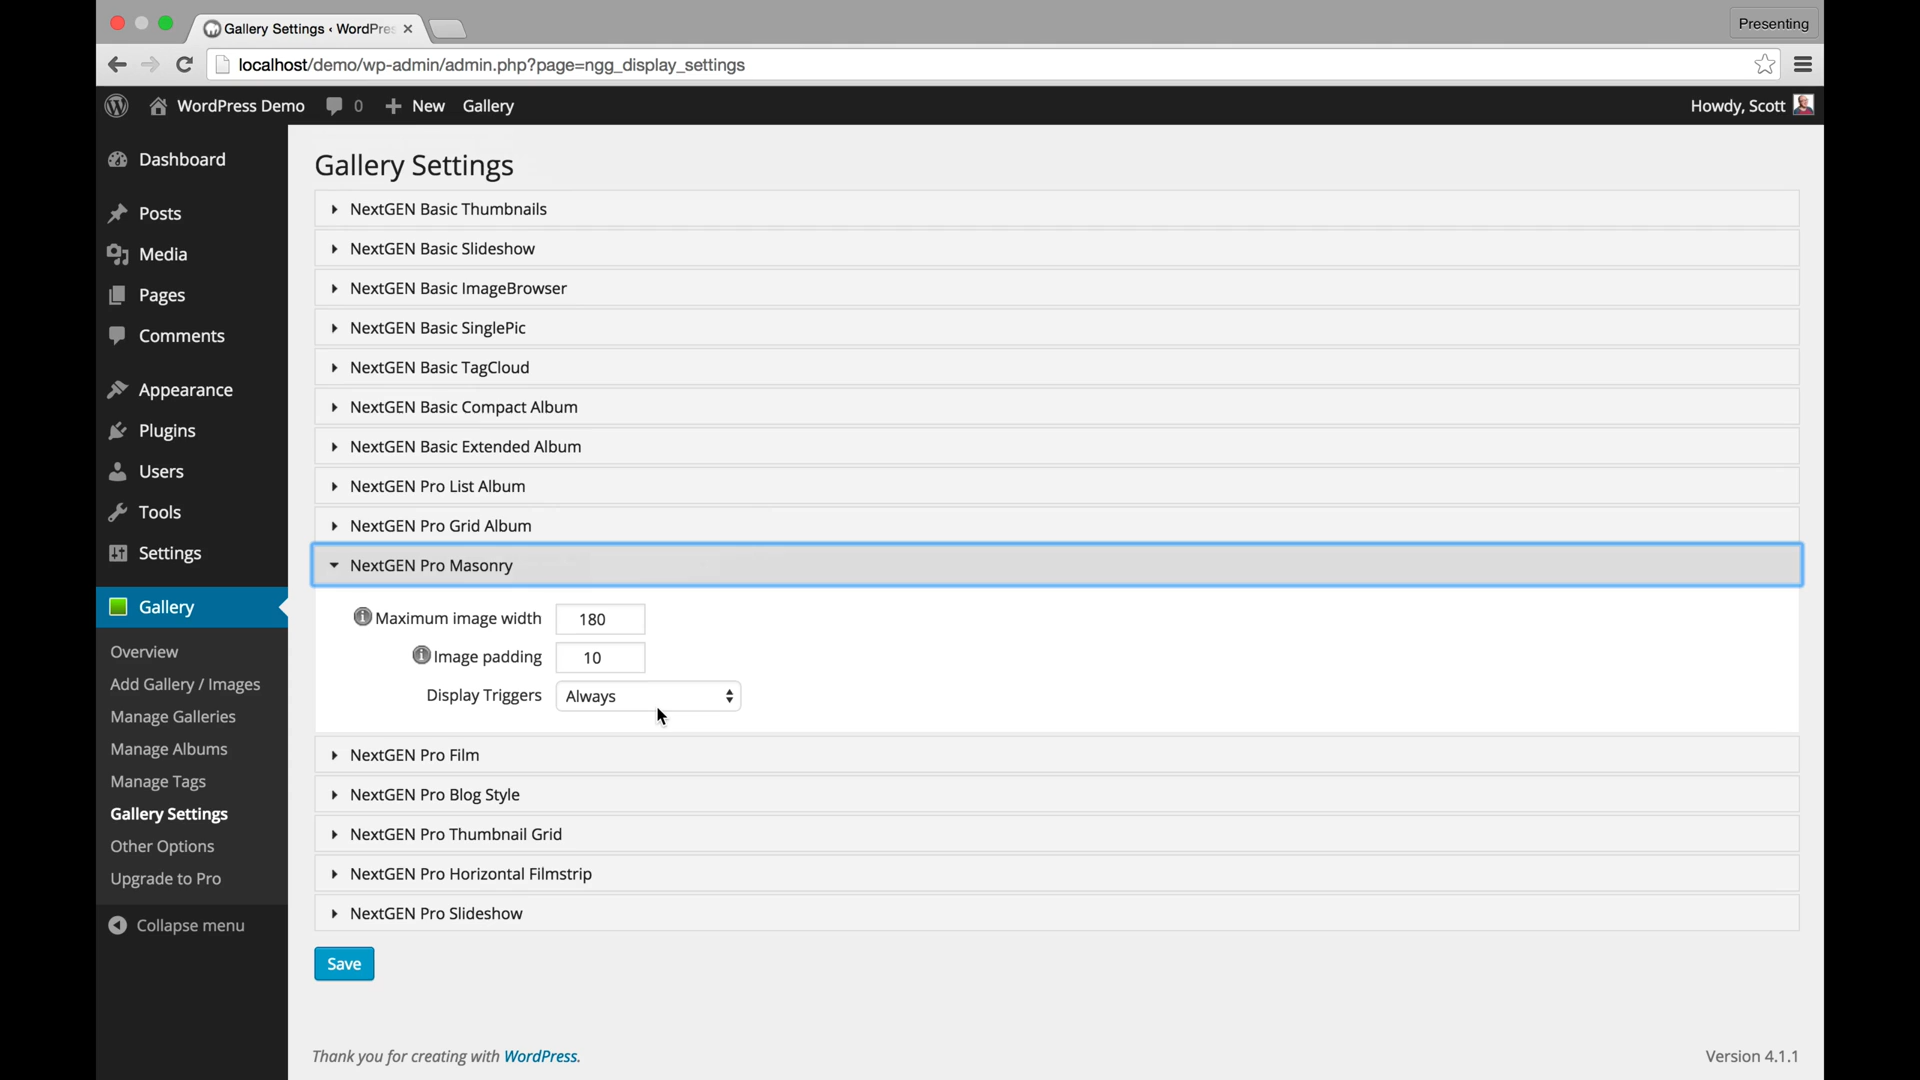 Gallery Settings ‹ WordPres
Presenting
localhost/demo/wp-admin/admin.php?page=ngg_display_settings
WordPress Demo 0 New Gallery
Howdy, Scott
Dashboard
Posts
Media
Pages
Comments
Appearance
Plugins
Users
Tools
Settings
Gallery
Overview
Add Gallery / Images
Manage Galleries
Manage Albums
Manage Tags
Gallery Settings
Other Options
Upgrade to Pro
Collapse menu
Gallery Settings
NextGEN Basic Thumbnails
NextGEN Basic Slideshow
NextGEN Basic ImageBrowser
NextGEN Basic SinglePic
NextGEN Basic TagCloud
NextGEN Basic Compact Album
NextGEN Basic Extended Album
NextGEN Pro List Album
NextGEN Pro Grid Album
NextGEN Pro Masonry
Maximum image width 180
Image padding 10
Display Triggers Always
NextGEN Pro Film
NextGEN Pro Blog Style
NextGEN Pro Thumbnail Grid
NextGEN Pro Horizontal Filmstrip
NextGEN Pro Slideshow
Save
Thank you for creating with WordPress.
Version 4.1.1